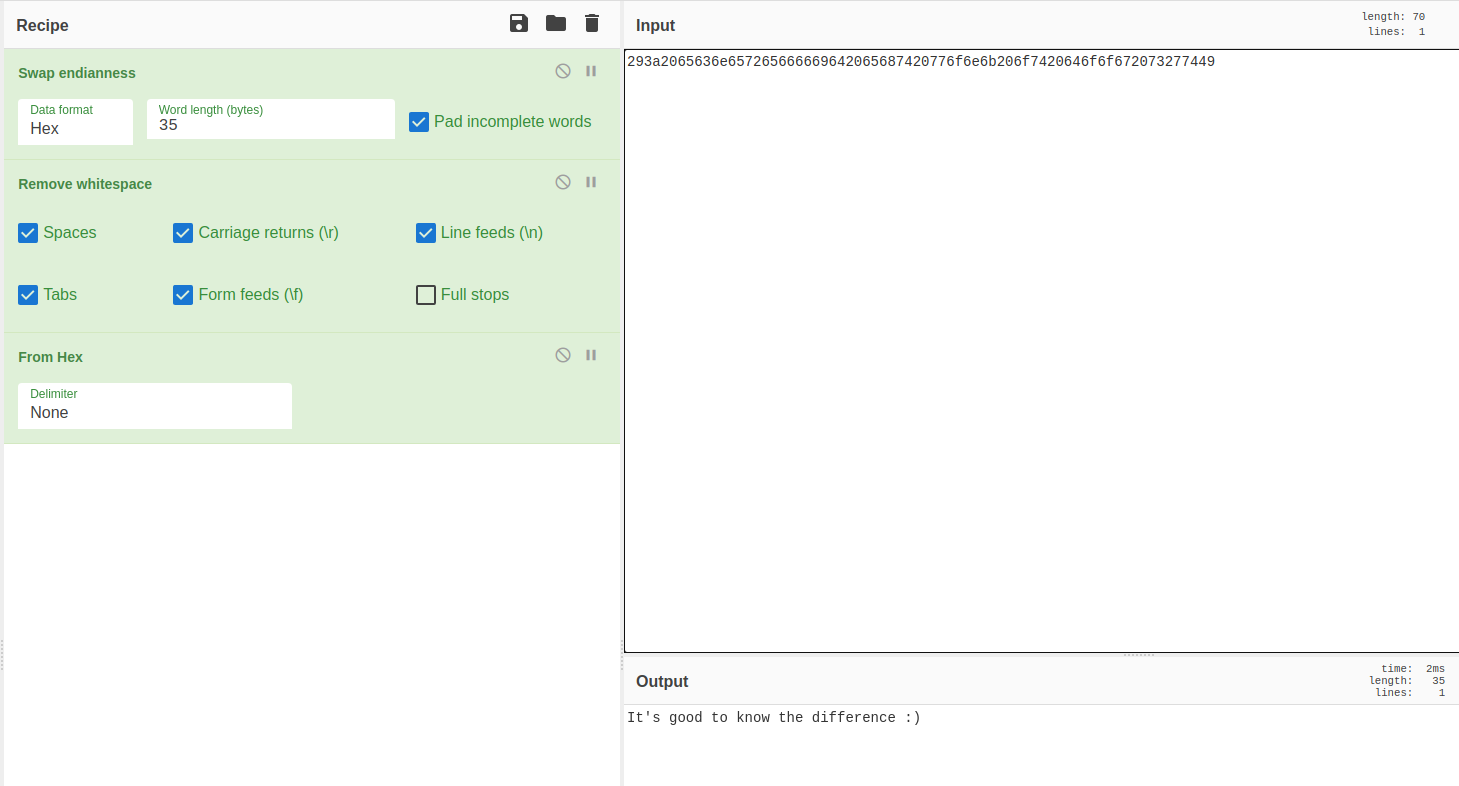 Recipe
Swap endianness
Data format
Hex
Word length (bytes)
35
Pad incomplete words
Remove whitespace
Spaces
Carriage returns (\r)
Line feeds (\n)
Tabs
Form feeds (\f)
Full stops
From Hex
Delimiter
None
Input
length: 70
lines: 1
293a2065636e657265666669642065687420776f6e6b206f7420646f6f672073277449
Output
time: 2ms
length: 35
lines: 1
It's good to know the difference :)